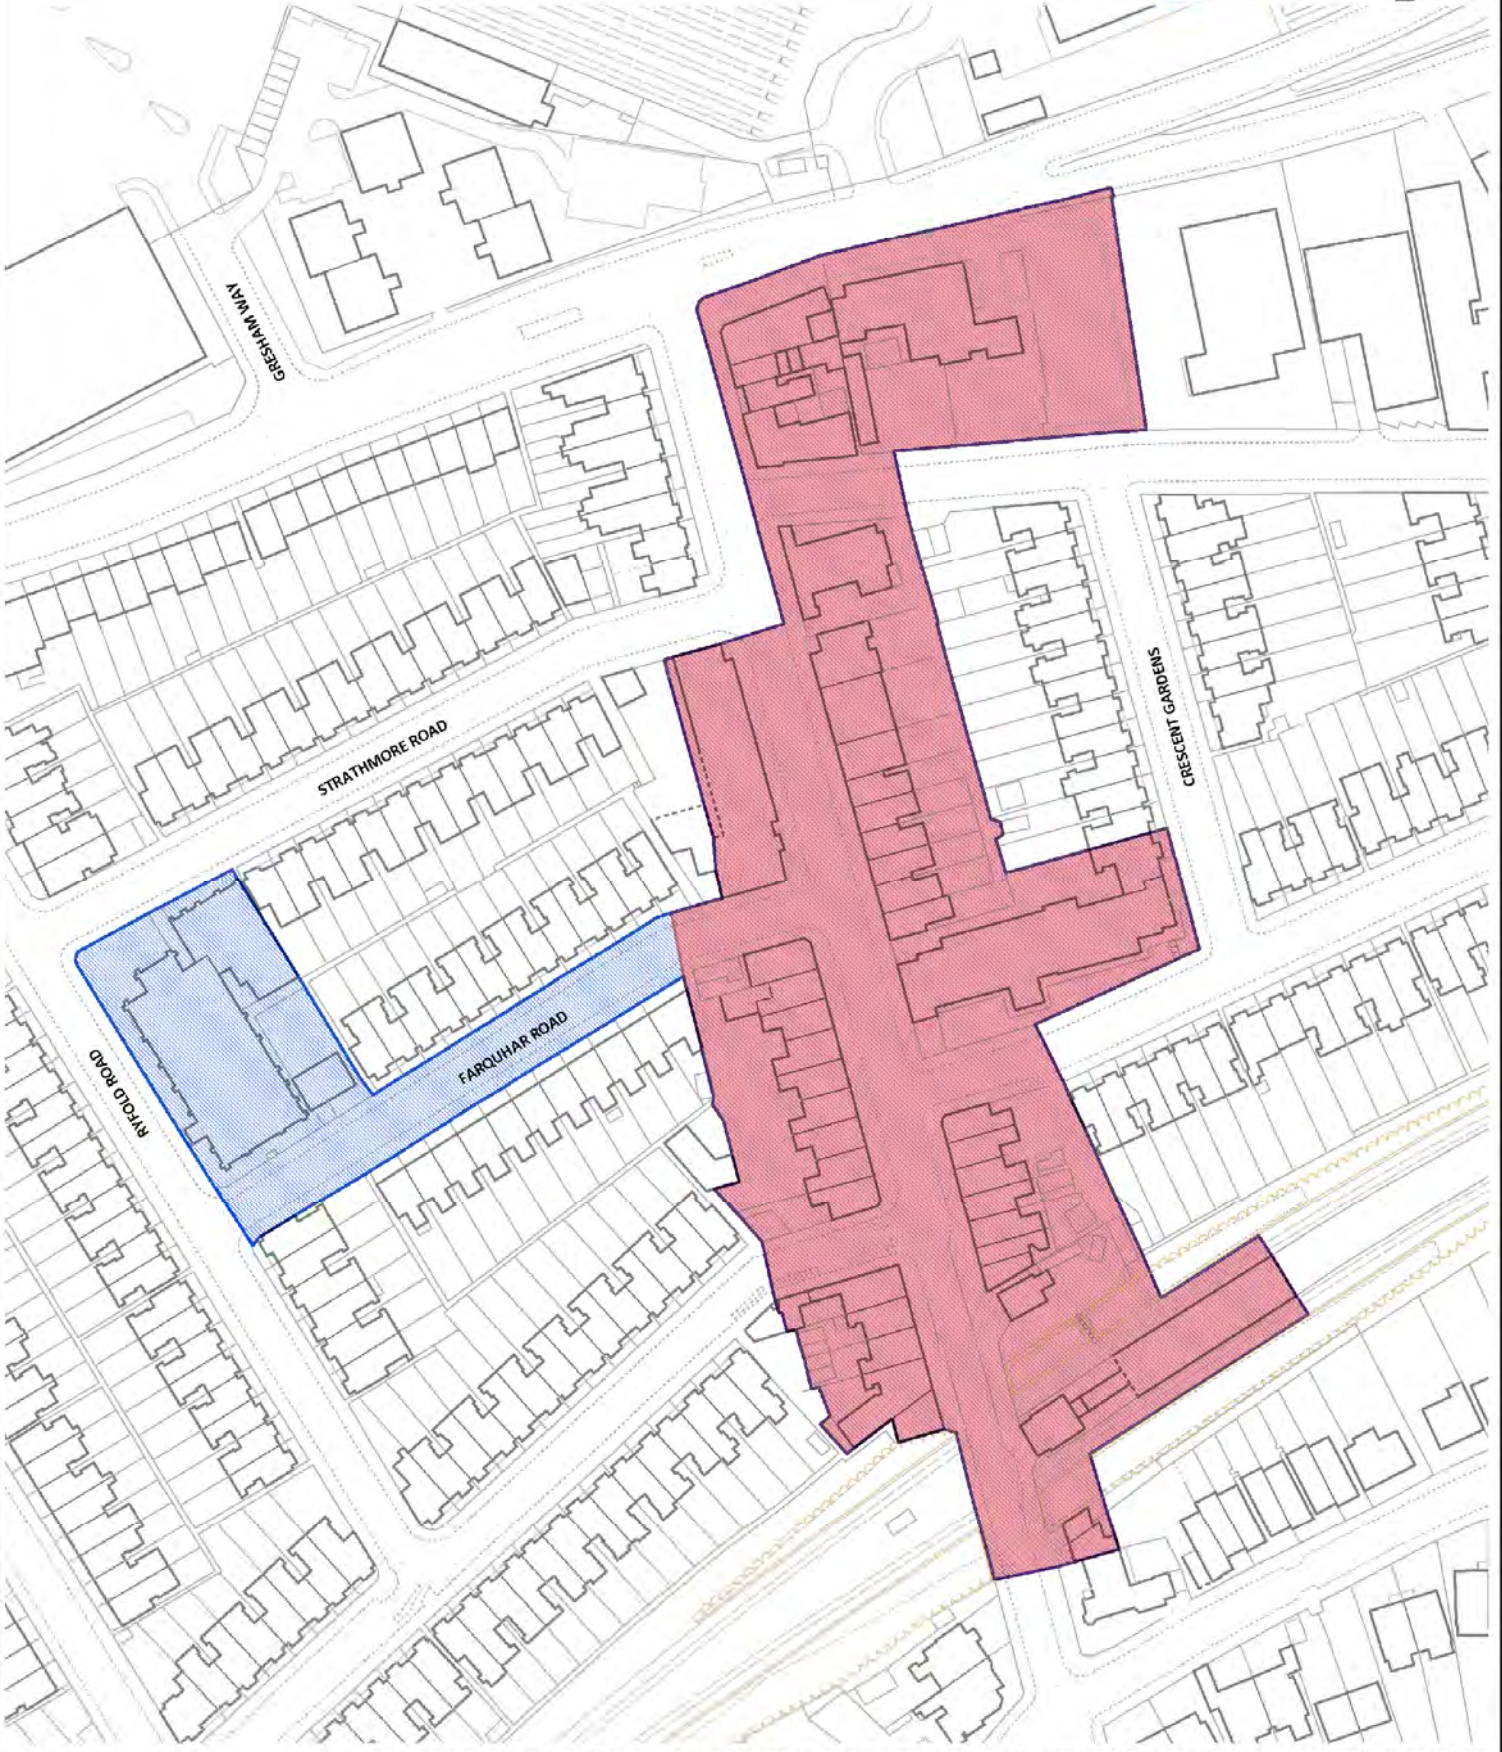 GRESHAM WAY
STRATHMORE ROAD
CRESCENT GARDENS
FARQUHAR ROAD
RYFOLD ROAD